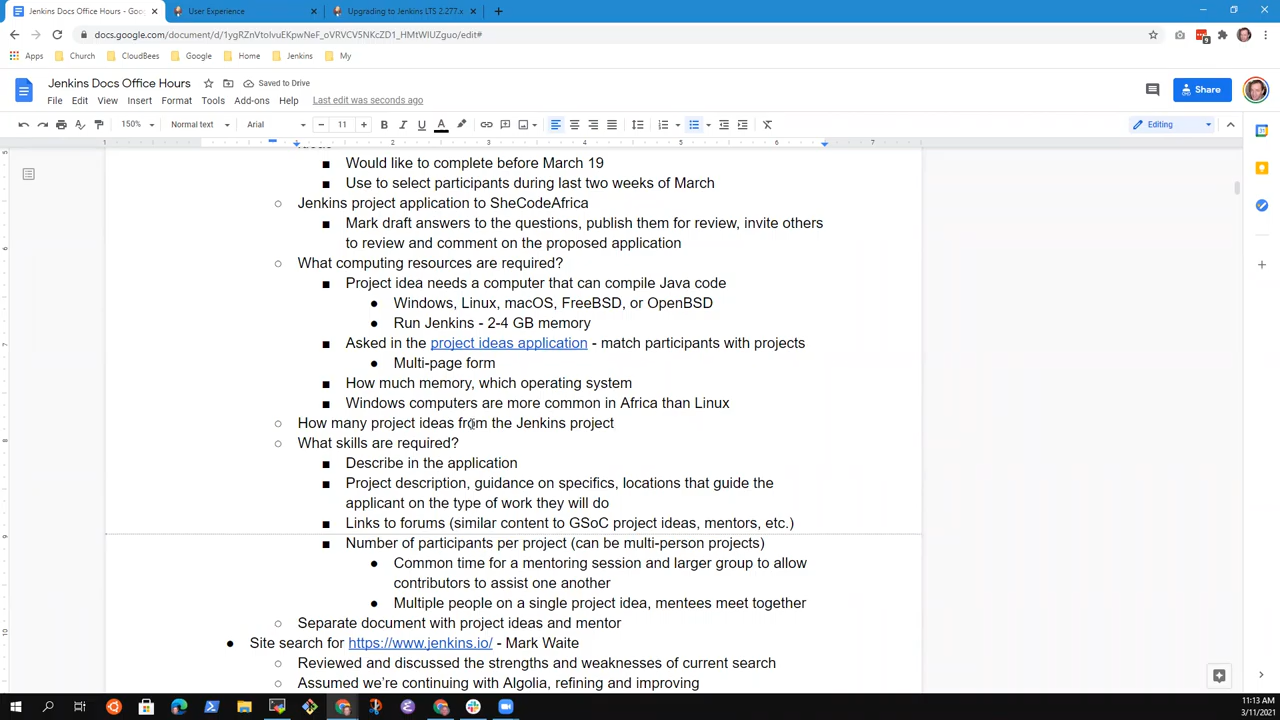 Jenkins Docs Office Hours - Goo
User Experience
Upgrading to Jenkins LTS 2.277.x
docs.google.com/document/d/1ygRZnVtoIvuEKpwNeF_oVRVCV5NKcZD1_HMtWIUZguo/edit#
9
Apps
Church
CloudBees
Google
Home
Jenkins
My
Jenkins Docs Office Hours
Saved to Drive
File Edit View Insert Format Tools Add-ons Help Last edit was seconds ago
Share
150% Normal text Arial 11 B I U A Editing
1 1 2 3 4 5 6 7
Would like to complete before March 19
Use to select participants during last two weeks of March
Jenkins project application to SheCodeAfrica
Mark draft answers to the questions, publish them for review, invite others
to review and comment on the proposed application
What computing resources are required?
Project idea needs a computer that can compile Java code
Windows, Linux, macOS, FreeBSD, or OpenBSD
Run Jenkins - 2-4 GB memory
Asked in the project ideas application - match participants with projects
Multi-page form
How much memory, which operating system
Windows computers are more common in Africa than Linux
How many project ideas from the Jenkins project
What skills are required?
Describe in the application
Project description, guidance on specifics, locations that guide the
applicant on the type of work they will do
Links to forums (similar content to GSoC project ideas, mentors, etc.)
Number of participants per project (can be multi-person projects)
Common time for a mentoring session and larger group to allow
contributors to assist one another
Multiple people on a single project idea, mentees meet together
Separate document with project ideas and mentor
Site search for https://www.jenkins.io/ - Mark Waite
Reviewed and discussed the strengths and weaknesses of current search
Assumed we're continuing with Algolia, refining and improving
11:13 AM
3/11/2021